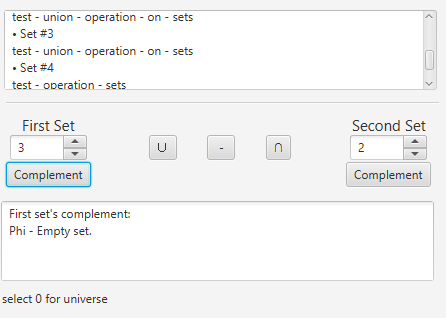 test - union - operation - on - sets
• Set #3
test - union - operation - on - sets
• Set #4
test - operation - sets
First Set
Second Set
3
∪
-
∩
2
Complement
Complement
First set's complement:
Phi - Empty set.
select 0 for universe